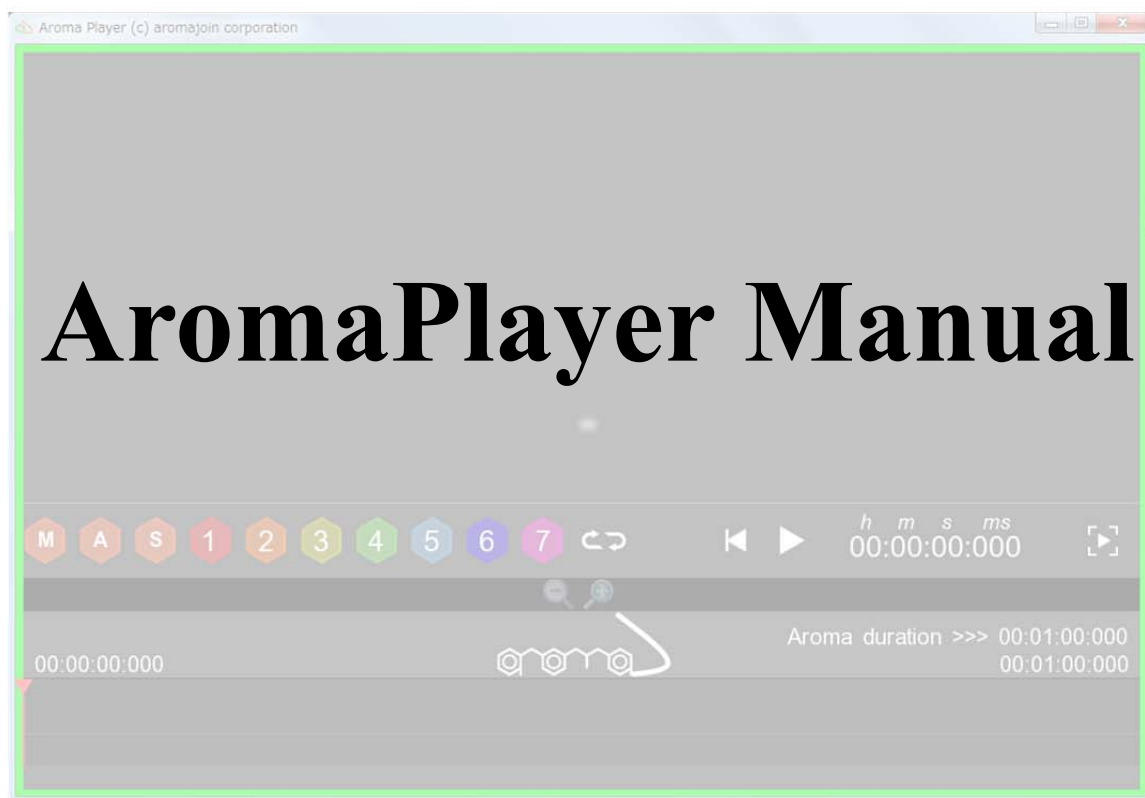 Aroma Player (c) aromajoin corporation
AromaPlayer Manual
M A S 1 2 3 4 5 6 7
h m s ms
00:00:00:000
Aroma duration >>> 00:01:00:000
00:00:00:000
aroma
00:01:00:000